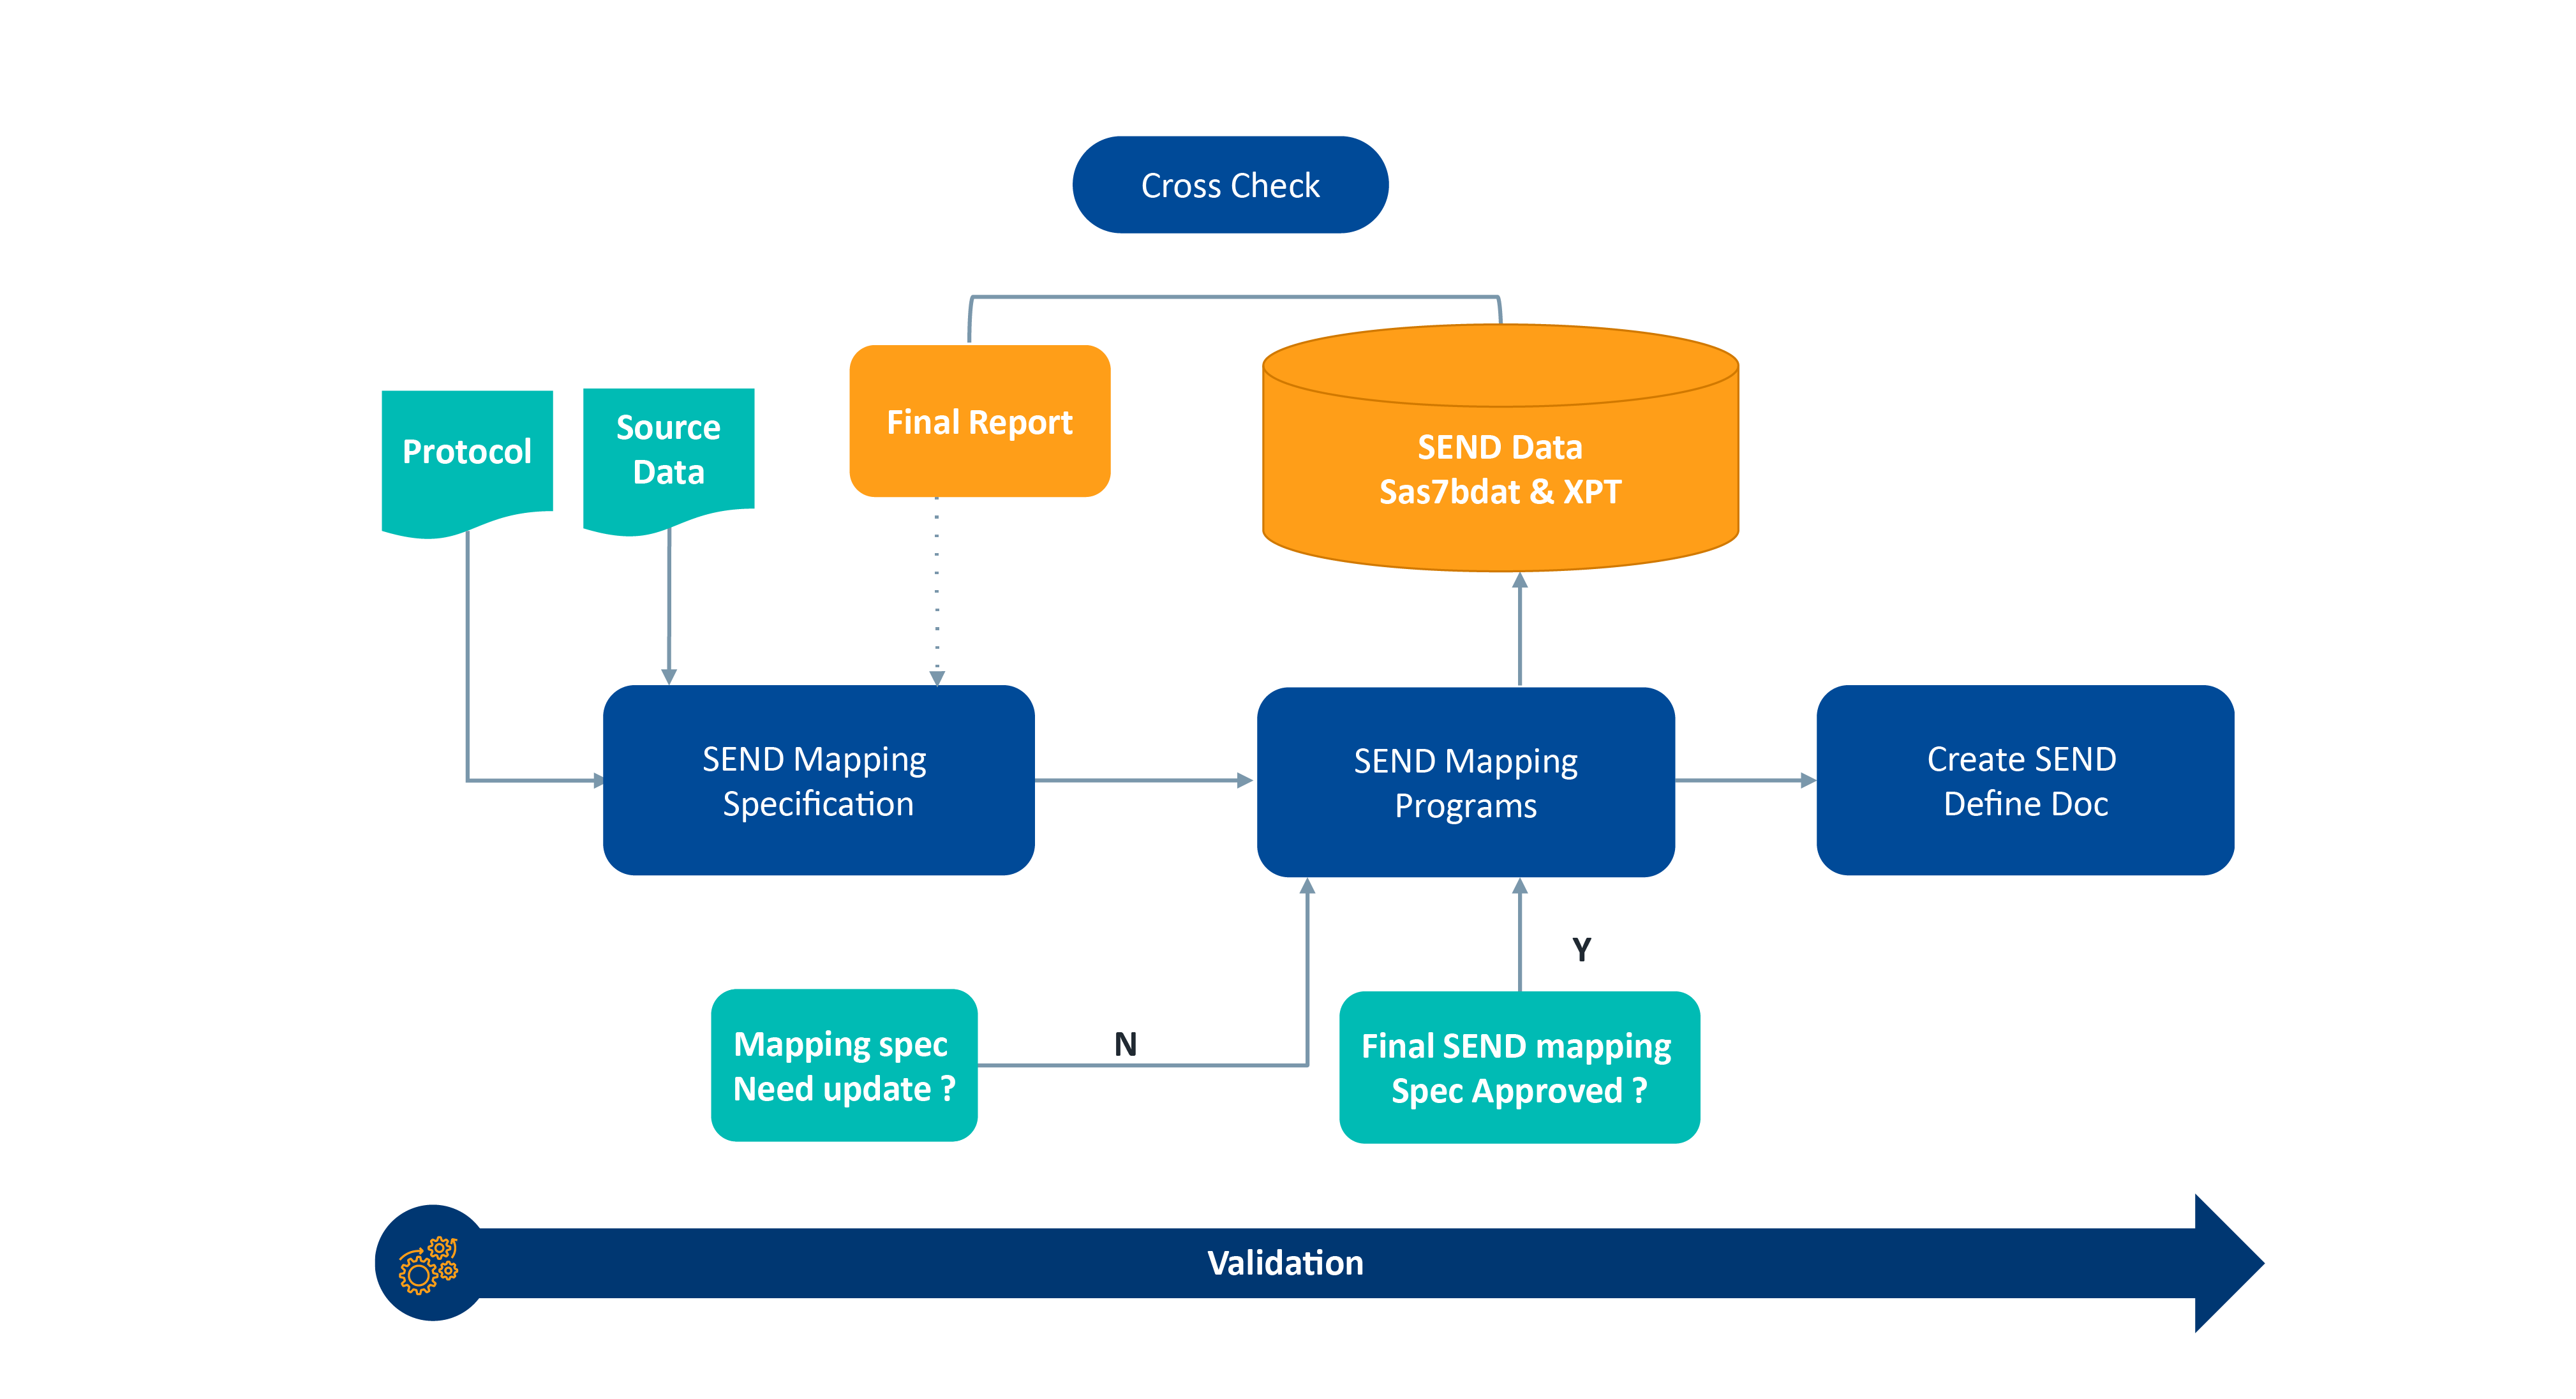 Cross Check
Protocol
Source
Data
Final Report
SEND Data
Sas7bdat & XPT
SEND Mapping
Specification
SEND Mapping
Programs
Create SEND
Define Doc
Y
Mapping spec
Need update ?
N
Final SEND mapping
Spec Approved ?
Validation